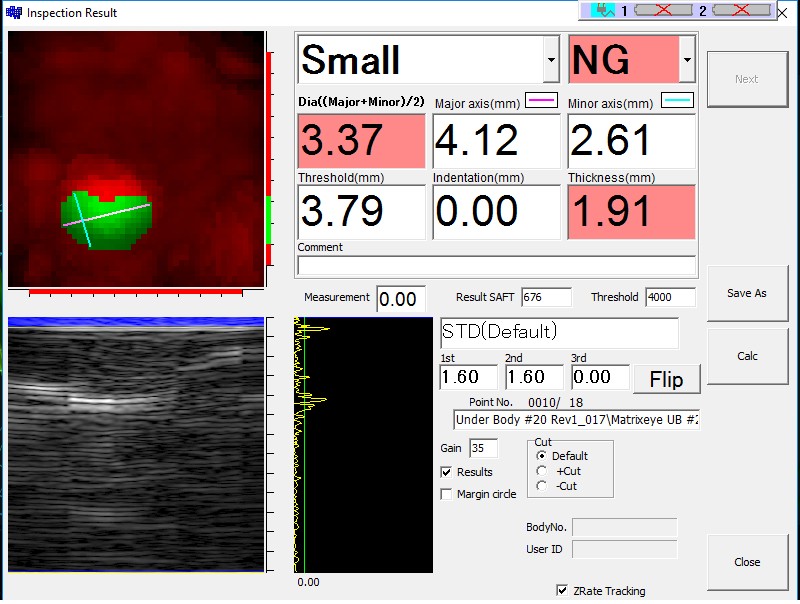 Inspection Result
1 2
Small NG
Next
Dia((Major+Minor)/2) Major axis(mm) Minor axis(mm)
3.37 4.12 2.61
Threshold(mm) Indentation(mm) Thickness(mm)
3.79 0.00 1.91
Comment
Measurement 0.00 Result SAFT 676 Threshold 4000
Save As
STD(Default)
Calc
1st 2nd 3rd
1.60 1.60 0.00 Flip
Point No. 0010/ 18
Under Body #20 Rev1_017\Matrixeye UB #2
Gain 35
Cut
Default
Results
+Cut
-Cut
Margin circle
BodyNo.
User ID
Close
0.00
ZRate Tracking